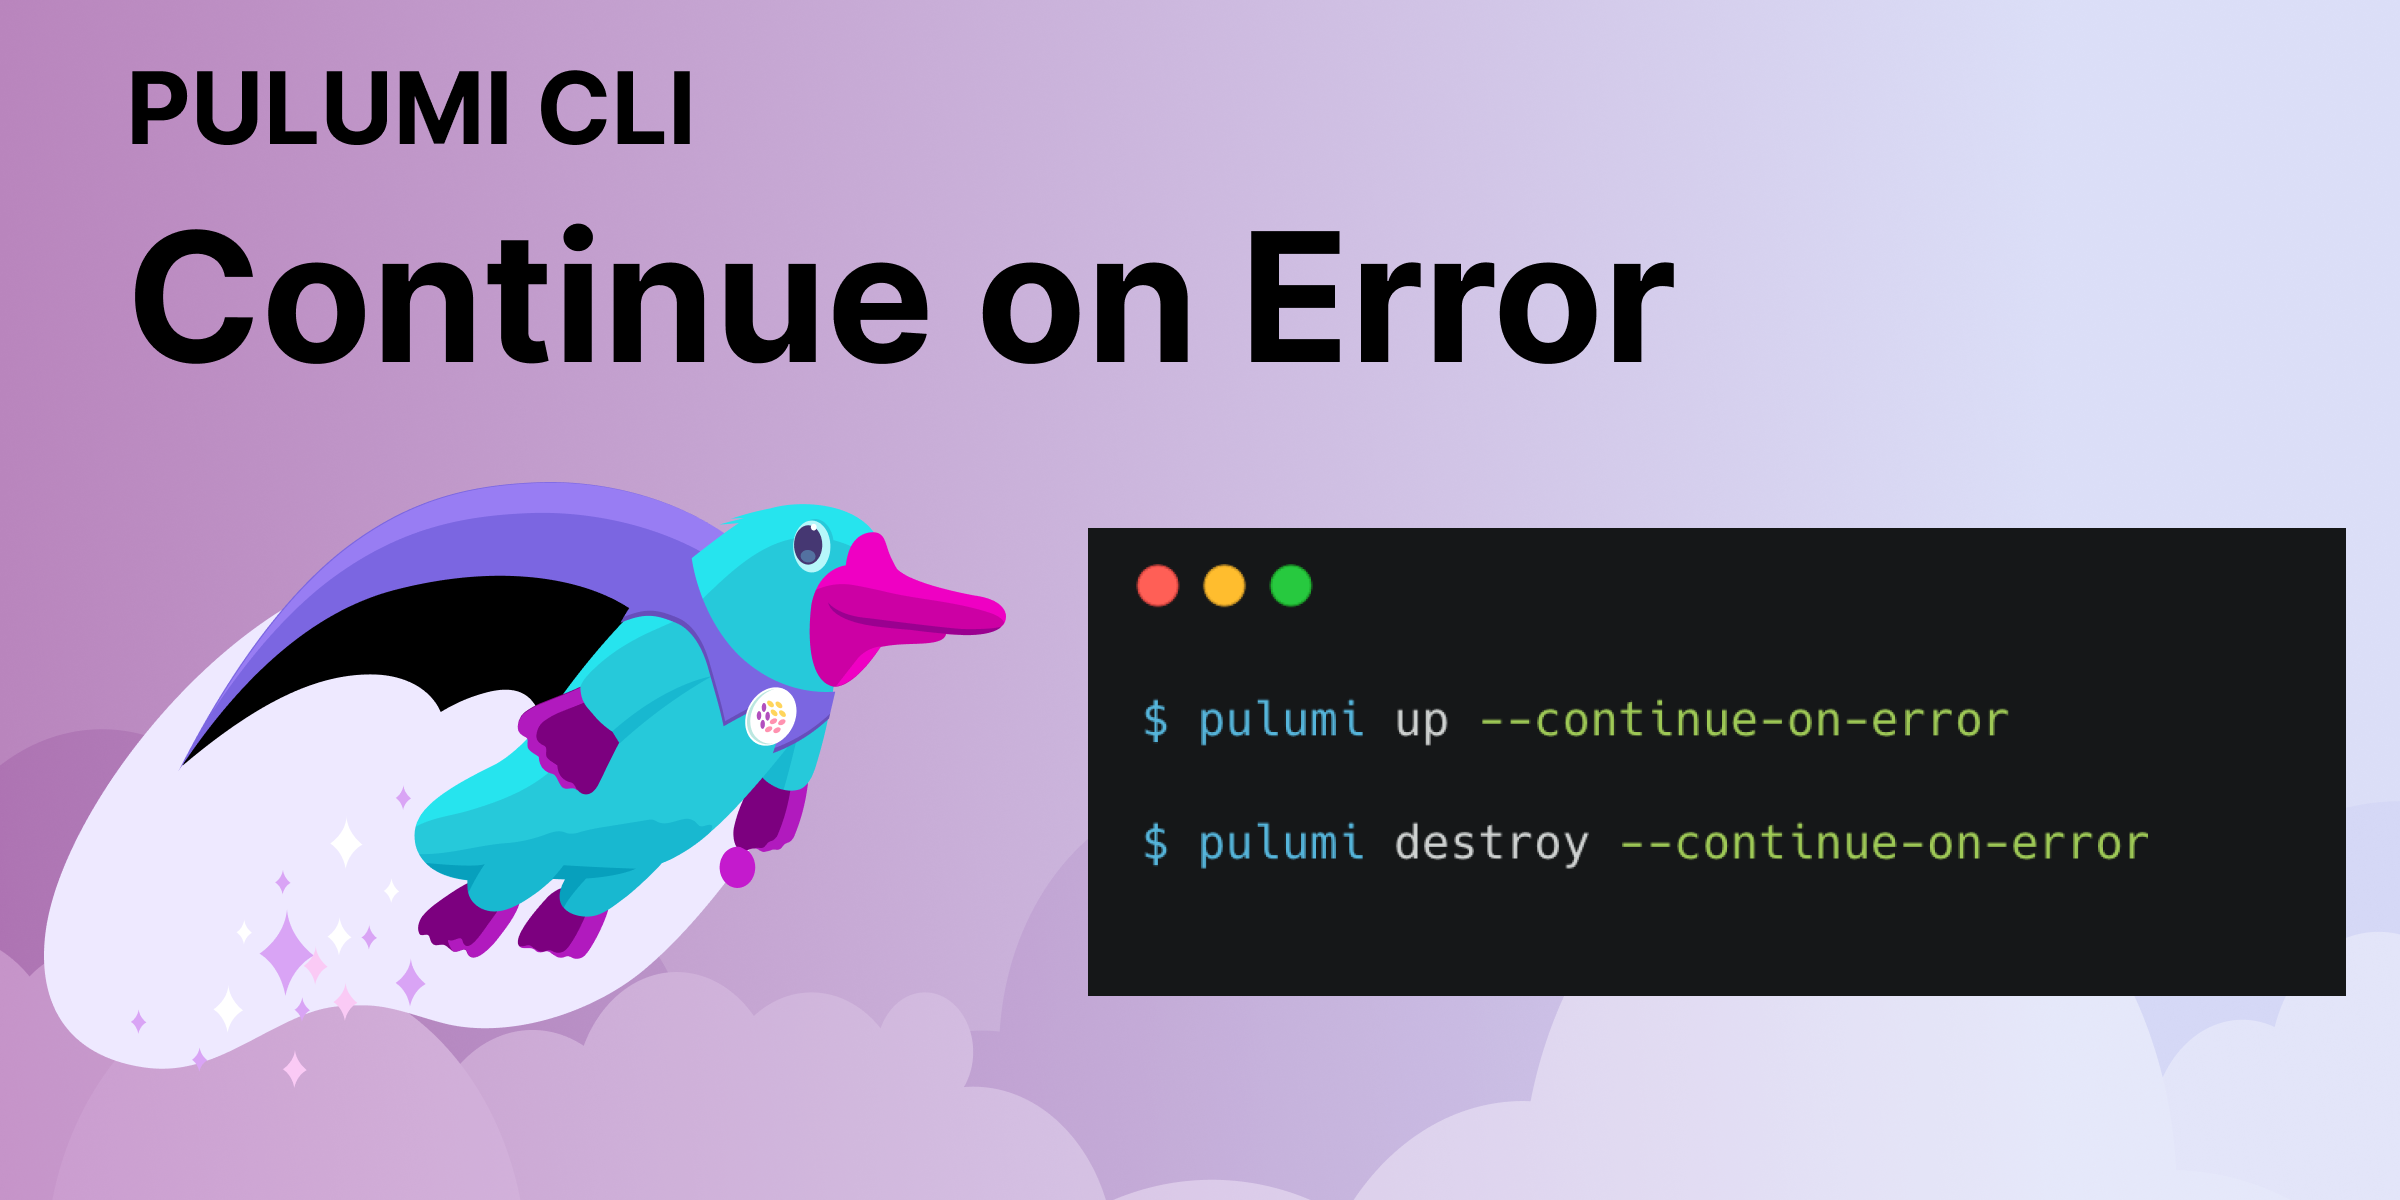 PULUMI CLI
Continue on Error
$ pulumi up --continue-on-error
$ pulumi destroy --continue-on-error